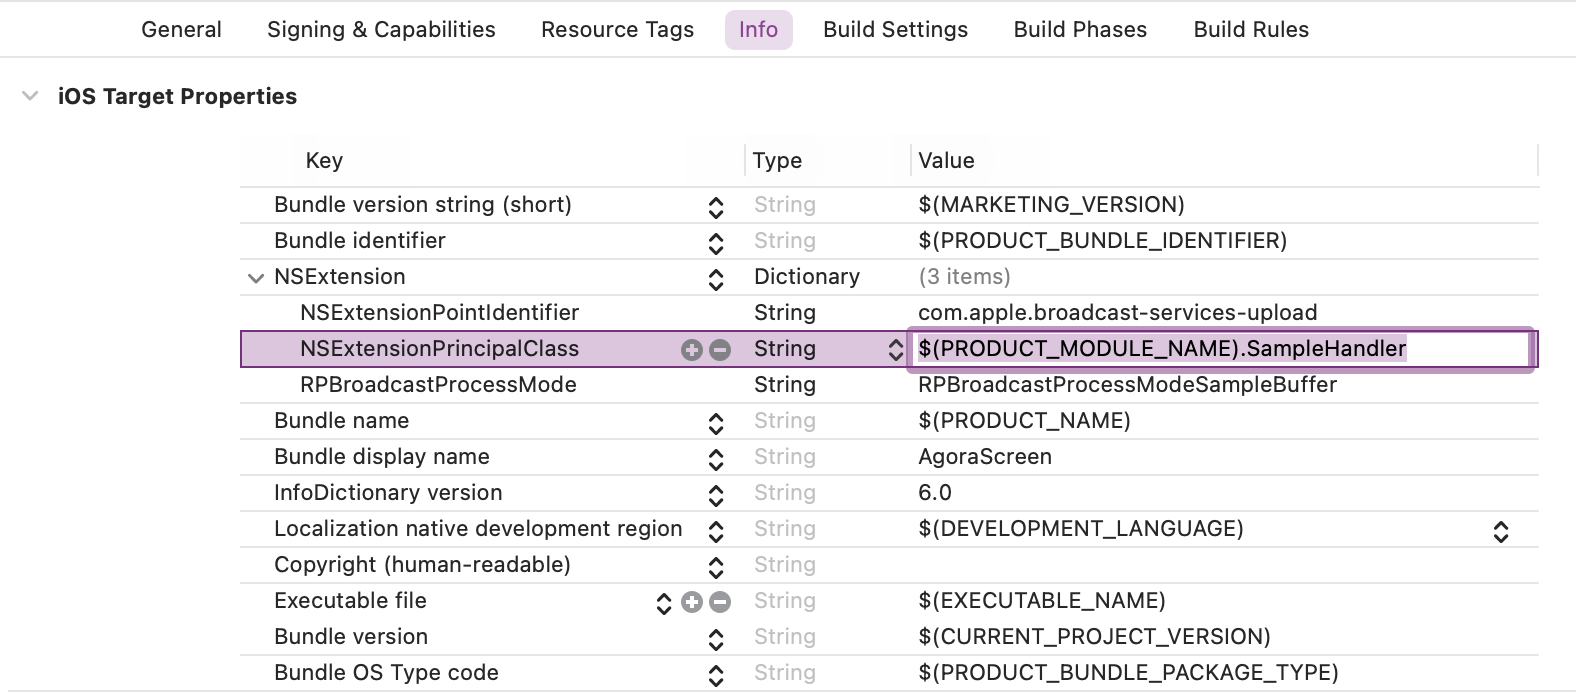 General Signing & Capabilities Resource Tags Info Build Settings Build Phases Build Rules
iOS Target Properties
Key Type Value
Bundle version string (short) String $(MARKETING_VERSION)
Bundle identifier String $(PRODUCT_BUNDLE_IDENTIFIER)
NSExtension Dictionary (3 items)
NSExtensionPointIdentifier String com.apple.broadcast-services-upload
NSExtensionPrincipalClass String $(PRODUCT_MODULE_NAME).SampleHandler
RPBroadcastProcessMode String RPBroadcastProcessModeSampleBuffer
Bundle name String $(PRODUCT_NAME)
Bundle display name String AgoraScreen
InfoDictionary version String 6.0
Localization native development region String $(DEVELOPMENT_LANGUAGE)
Copyright (human-readable) String
Executable file String $(EXECUTABLE_NAME)
Bundle version String $(CURRENT_PROJECT_VERSION)
Bundle OS Type code String $(PRODUCT_BUNDLE_PACKAGE_TYPE)